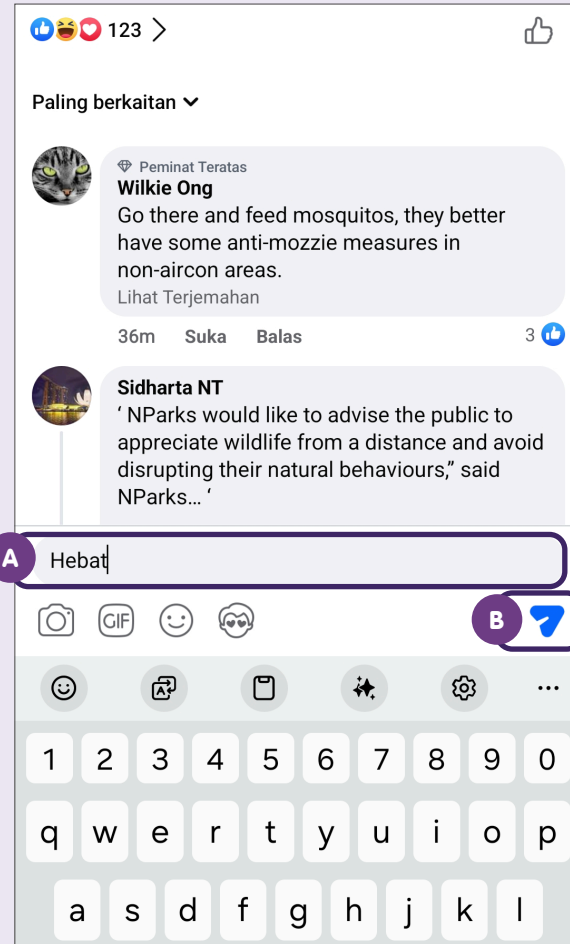 123
Paling berkaitan
Peminat Teratas
Wilkie Ong
Go there and feed mosquitos, they better
have some anti-mozzie measures in
non-aircon areas.
Lihat Terjemahan
36m Suka Balas 3
Sidharta NT
‘ NParks would like to advise the public to
appreciate wildlife from a distance and avoid
disrupting their natural behaviours,” said
NParks... ‘
A Hebat
GIF B
1 2 3 4 5 6 7 8 9 0
q w e r t y u i o p
a s d f g h j k l